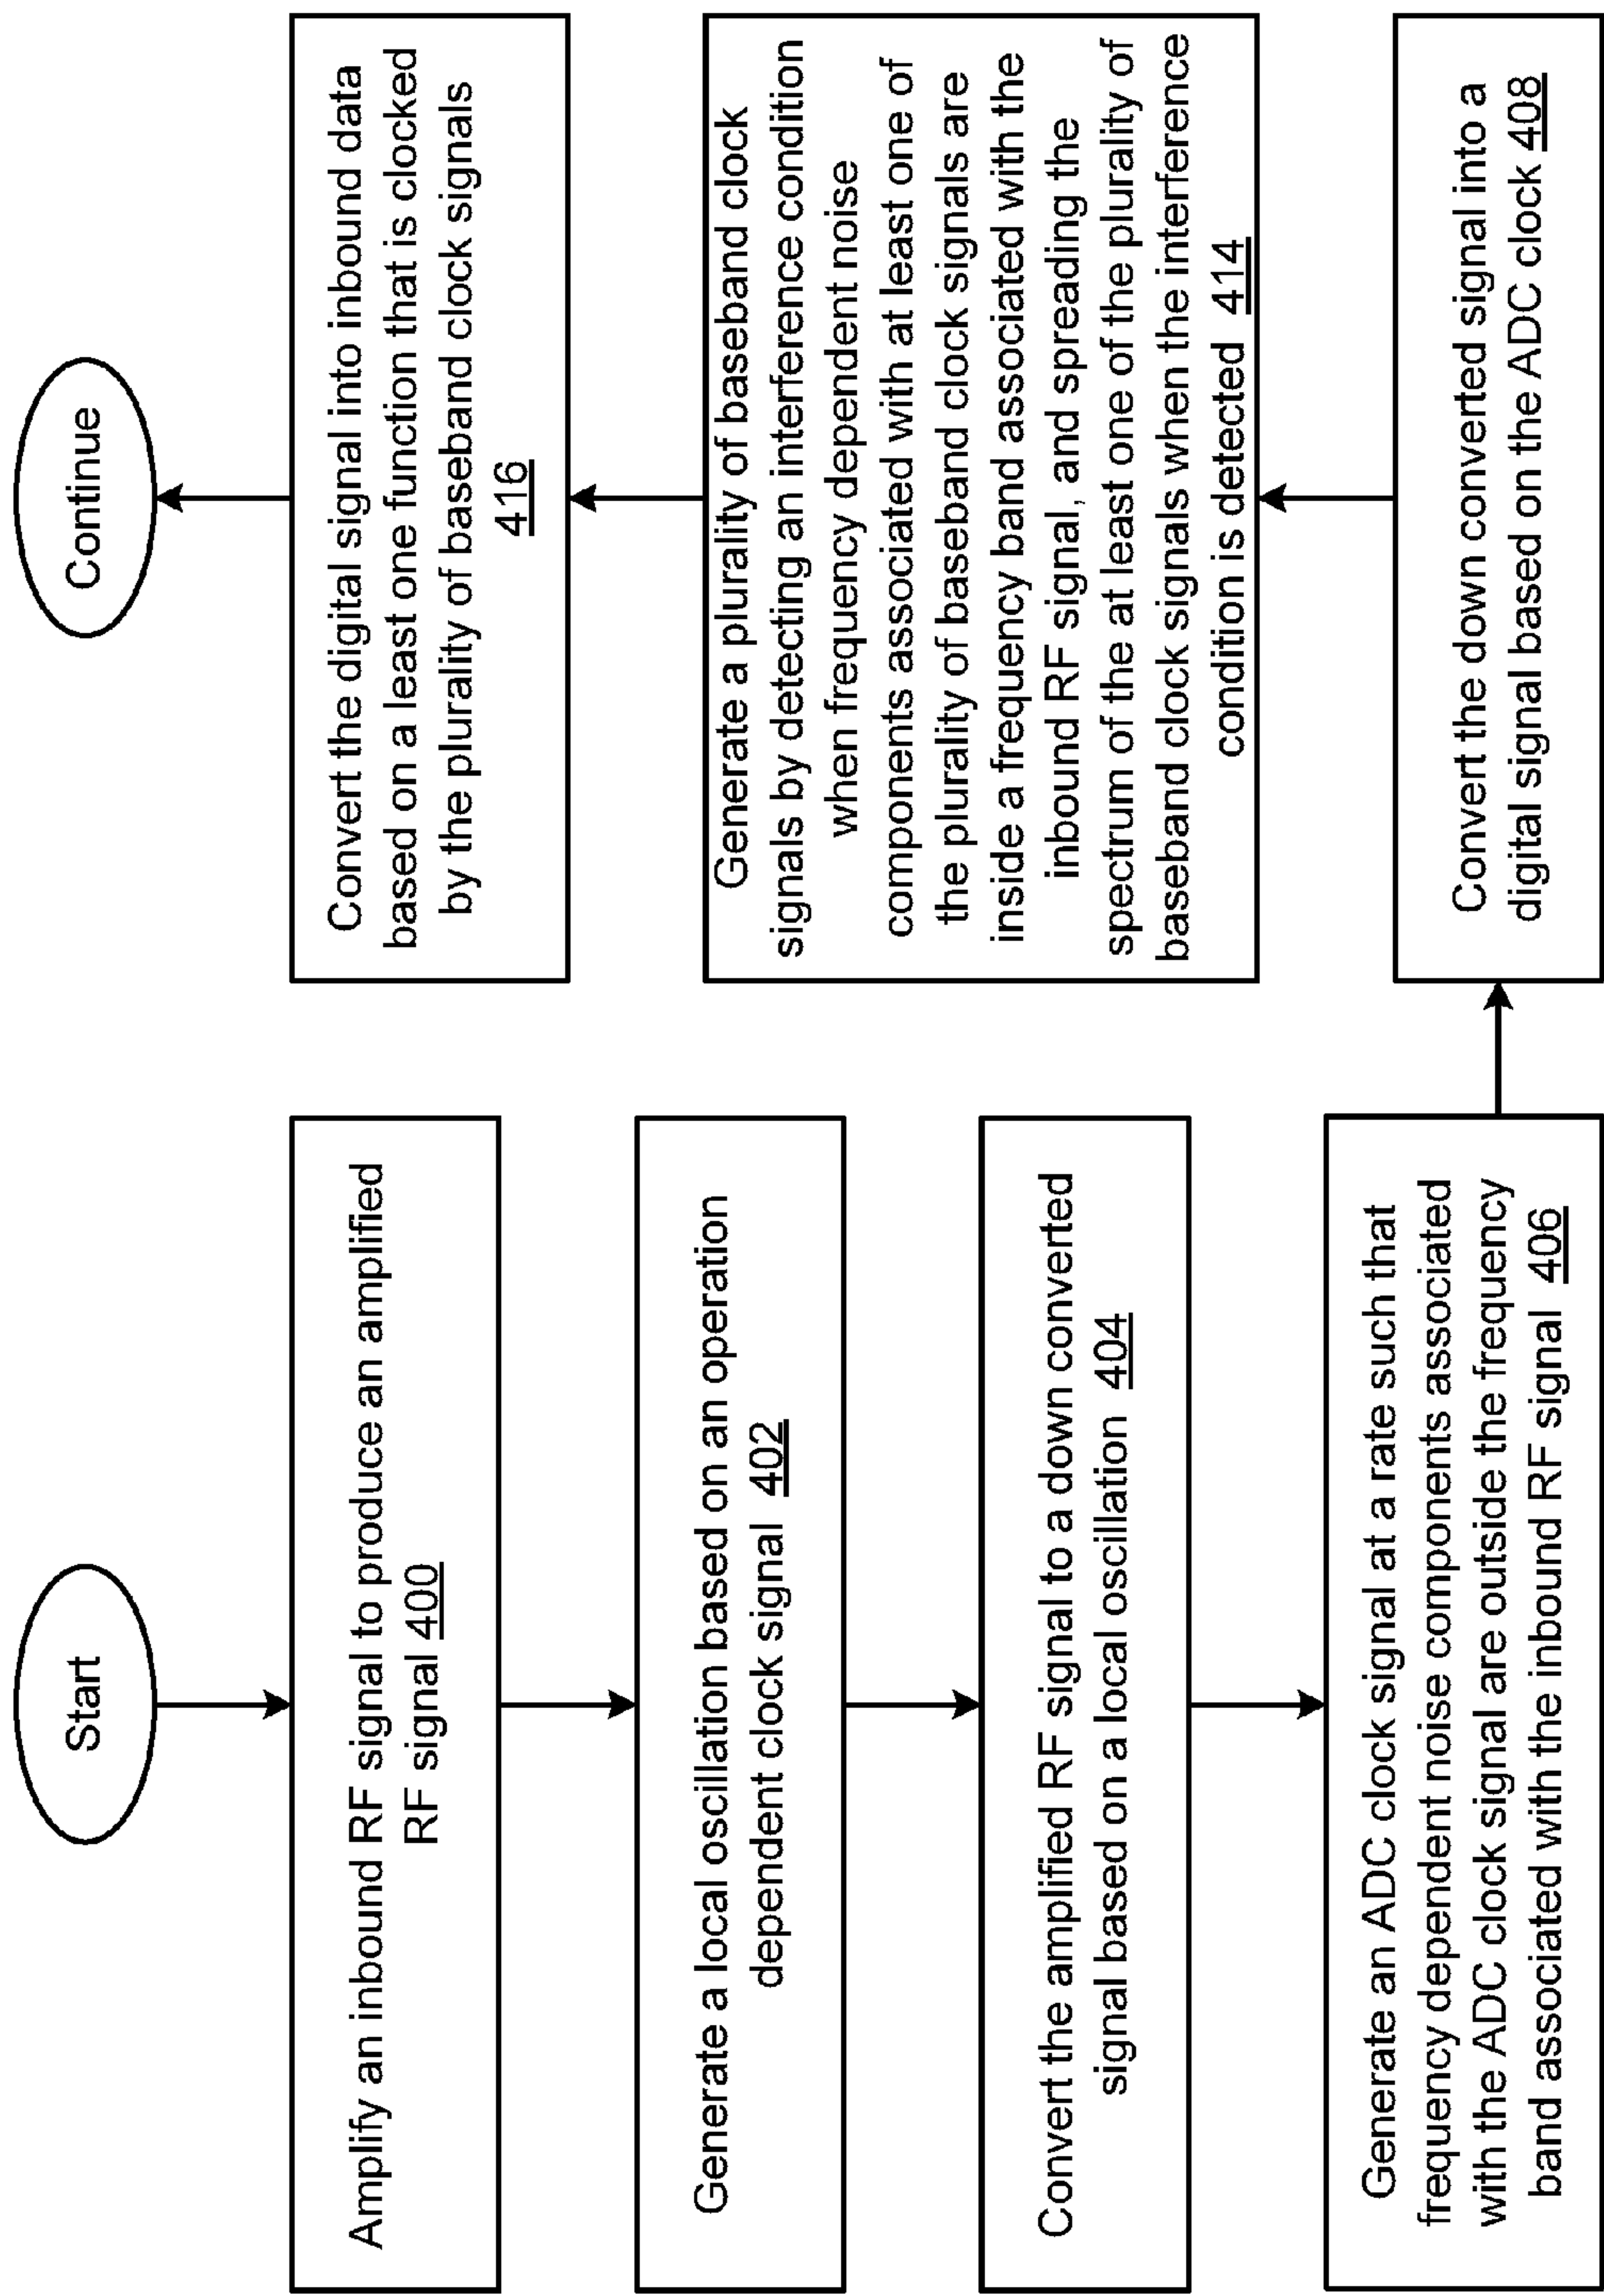 Start
Amplify an inbound RF signal to produce an amplified
RF signal 400
Generate a local oscillation based on an operation
dependent clock signal 402
Convert the amplified RF signal to a down converted
signal based on a local oscillation 404
Generate an ADC clock signal at a rate such that
frequency dependent noise components associated
with the ADC clock signal are outside the frequency
band associated with the inbound RF signal 406
Convert the down converted signal into a
digital signal based on the ADC clock 408
Generate a plurality of baseband clock
signals by detecting an interference condition
when frequency dependent noise
components associated with at least one of
the plurality of baseband clock signals are
inside a frequency band associated with the
inbound RF signal, and spreading the
spectrum of the at least one of the plurality of
baseband clock signals when the interference
condition is detected 414
Convert the digital signal into inbound data
based on a least one function that is clocked
by the plurality of baseband clock signals
416
Continue